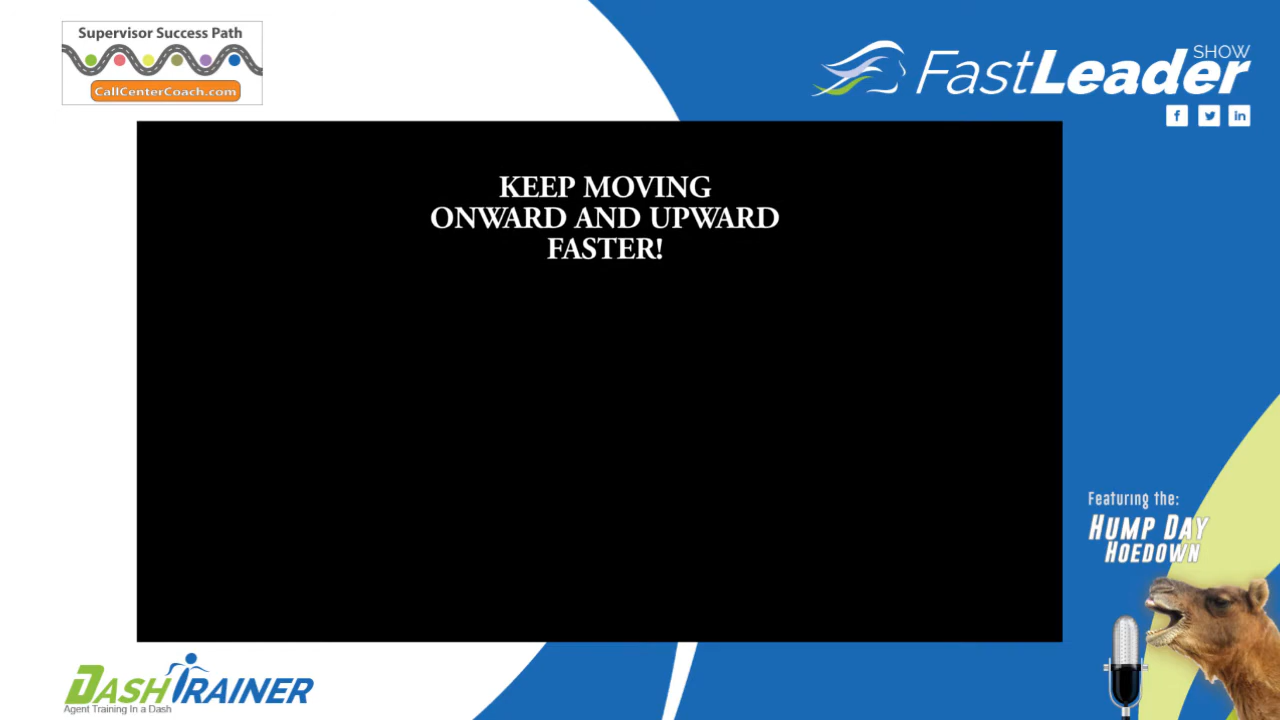 Supervisor Success Path
CallCenterCoach.com
FastLeader SHOW
f
in
KEEP MOVING
ONWARD AND UPWARD
FASTER!
Featuring the:
HUMP DAY
HOEDOWN
DASHTRAINER
Agent Training In a Dash